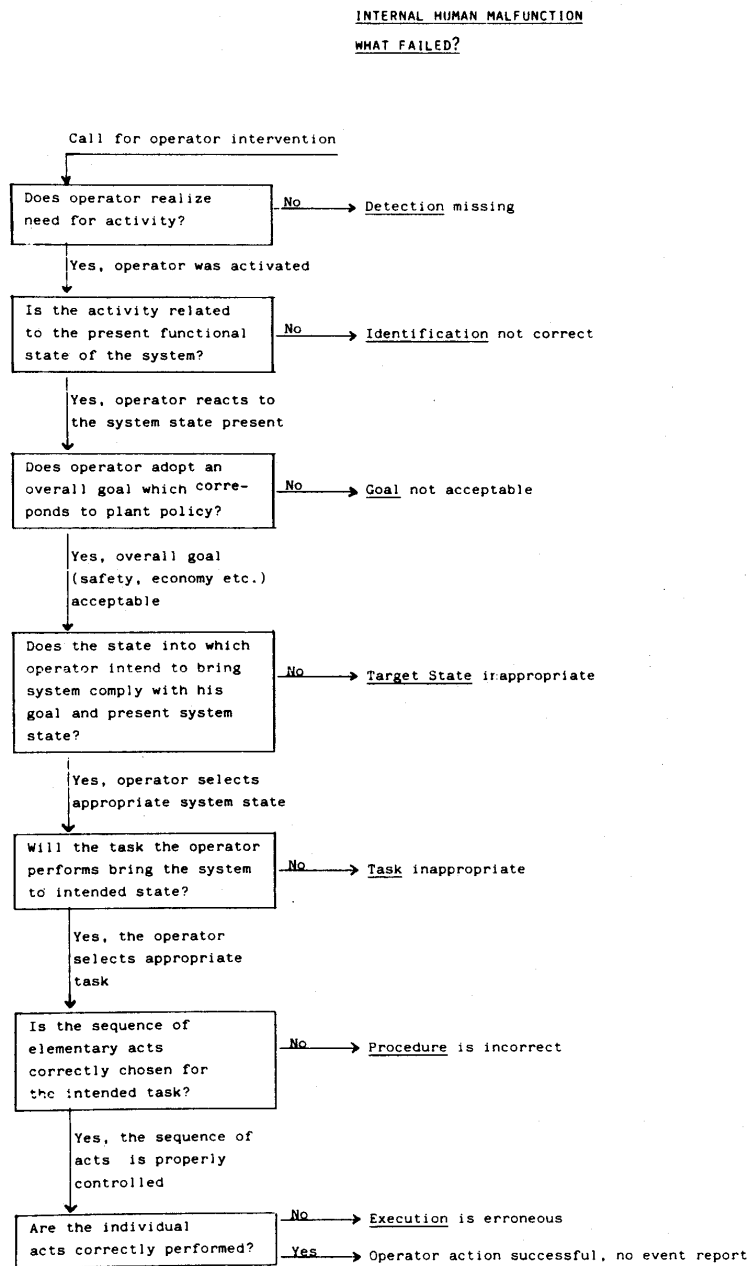 INTERNAL HUMAN MALFUNCTION
WHAT FAILED?
Call for operator intervention
Does operator realize
need for activity?
No
Detection missing
Yes, operator was activated
Is the activity related
to the present functional
state of the system?
No
Identification not correct
Yes, operator reacts to
the system state present
Does operator adopt an
overall goal which corre-
ponds to plant policy?
No
Goal not acceptable
Yes, overall goal
(safety, economy etc.)
acceptable
Does the state into which
operator intend to bring
system comply with his
goal and present system
state?
No
Target State inappropriate
Yes, operator selects
appropriate system state
Will the task the operator
performs bring the system
to intended state?
No
Task inappropriate
Yes, the operator
selects appropriate
task
Is the sequence of
elementary acts
correctly chosen for
the intended task?
No
Procedure is incorrect
Yes, the sequence of
acts is properly
controlled
Are the individual
acts correctly performed?
No
Execution is erroneous
Yes
Operator action successful, no event report